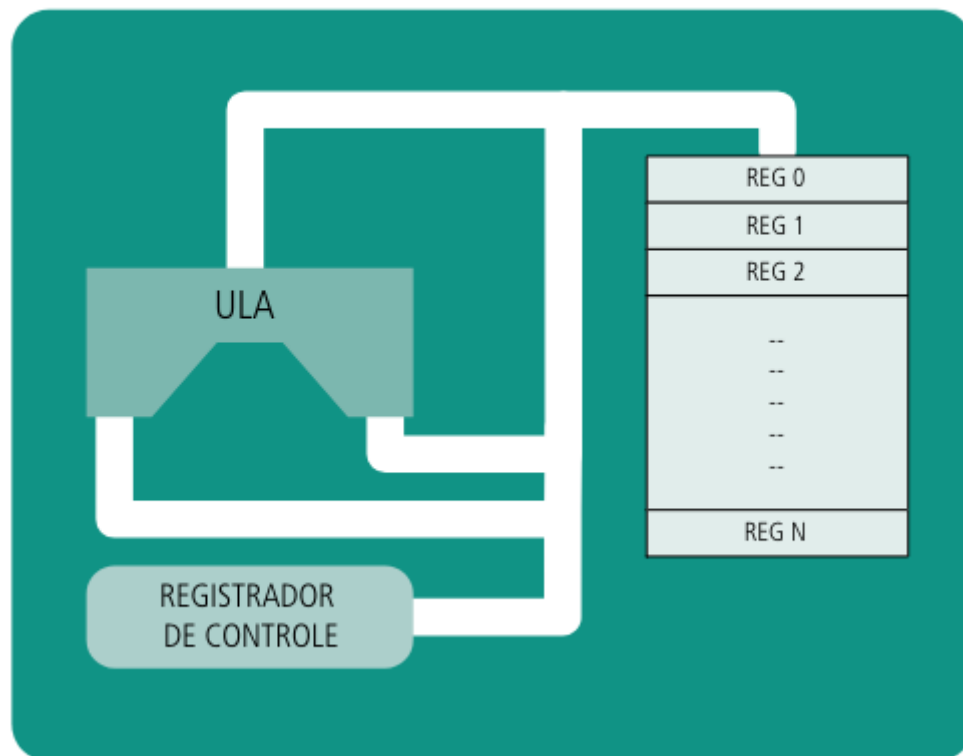 REG 0
REG 1
REG 2
ULA
--
--
--
--
--
REG N
REGISTRADOR
DE CONTROLE